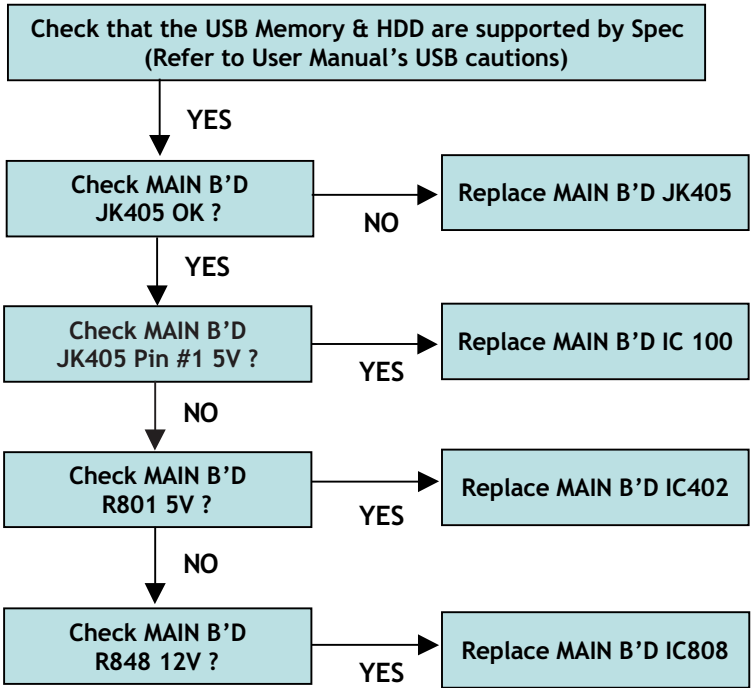 Check that the USB Memory & HDD are supported by Spec
(Refer to User Manual’s USB cautions)
YES
Check MAIN B’D
JK405 OK ?
NO
Replace MAIN B’D JK405
YES
Check MAIN B’D
JK405 Pin #1 5V ?
YES
Replace MAIN B’D IC 100
NO
Check MAIN B’D
R801 5V ?
YES
Replace MAIN B’D IC402
NO
Check MAIN B’D
R848 12V ?
YES
Replace MAIN B’D IC808